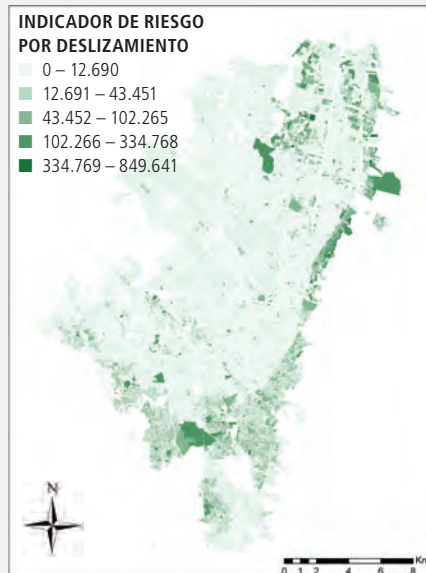 INDICADOR DE RIESGO
POR DESLIZAMIENTO
0 – 12.690
12.691 – 43.451
43.452 – 102.265
102.266 – 334.768
334.769 – 849.641
N
Km
0 1 2 4 6 8